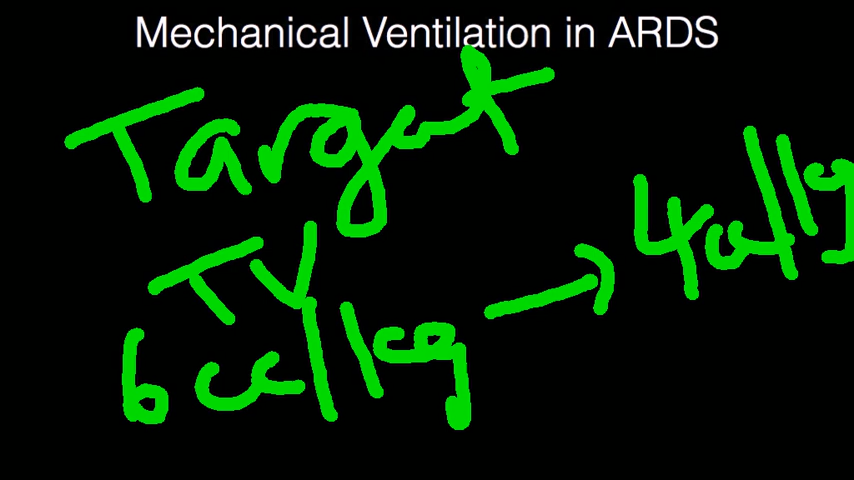 Mechanical Ventilation in ARDS
Target
TV
6cc/kg → 4cc/kg